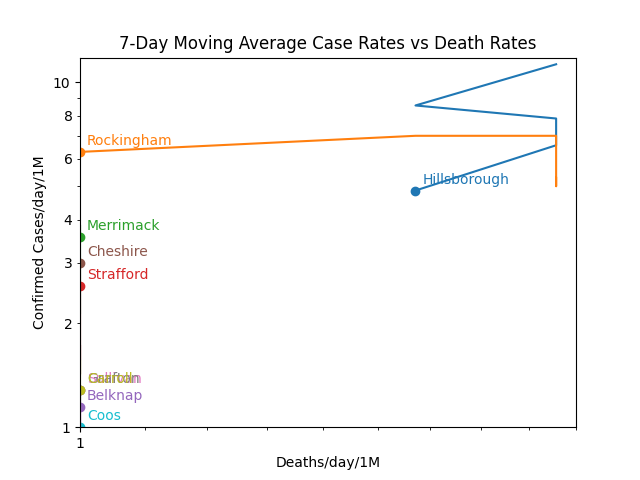 7-Day Moving Average Case Rates vs Death Rates
10
8
6
4
3
2
1
Confirmed Cases/day/1M
Rockingham
Hillsborough
Merrimack
Cheshire
Strafford
Grafton
Belknap
Coos
1
Deaths/day/1M